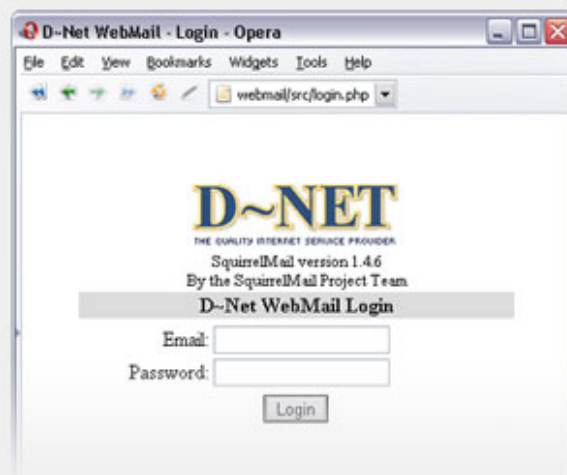 D~Net WebMail - Login - Opera
File Edit View Bookmarks Widgets Tools Help
webmail/src/login.php
D~NET
THE QUALITY INTERNET SERVICE PROVIDER
SquirrelMail version 1.4.6
By the SquirrelMail Project Team
D~Net WebMail Login
Email:
Password:
Login